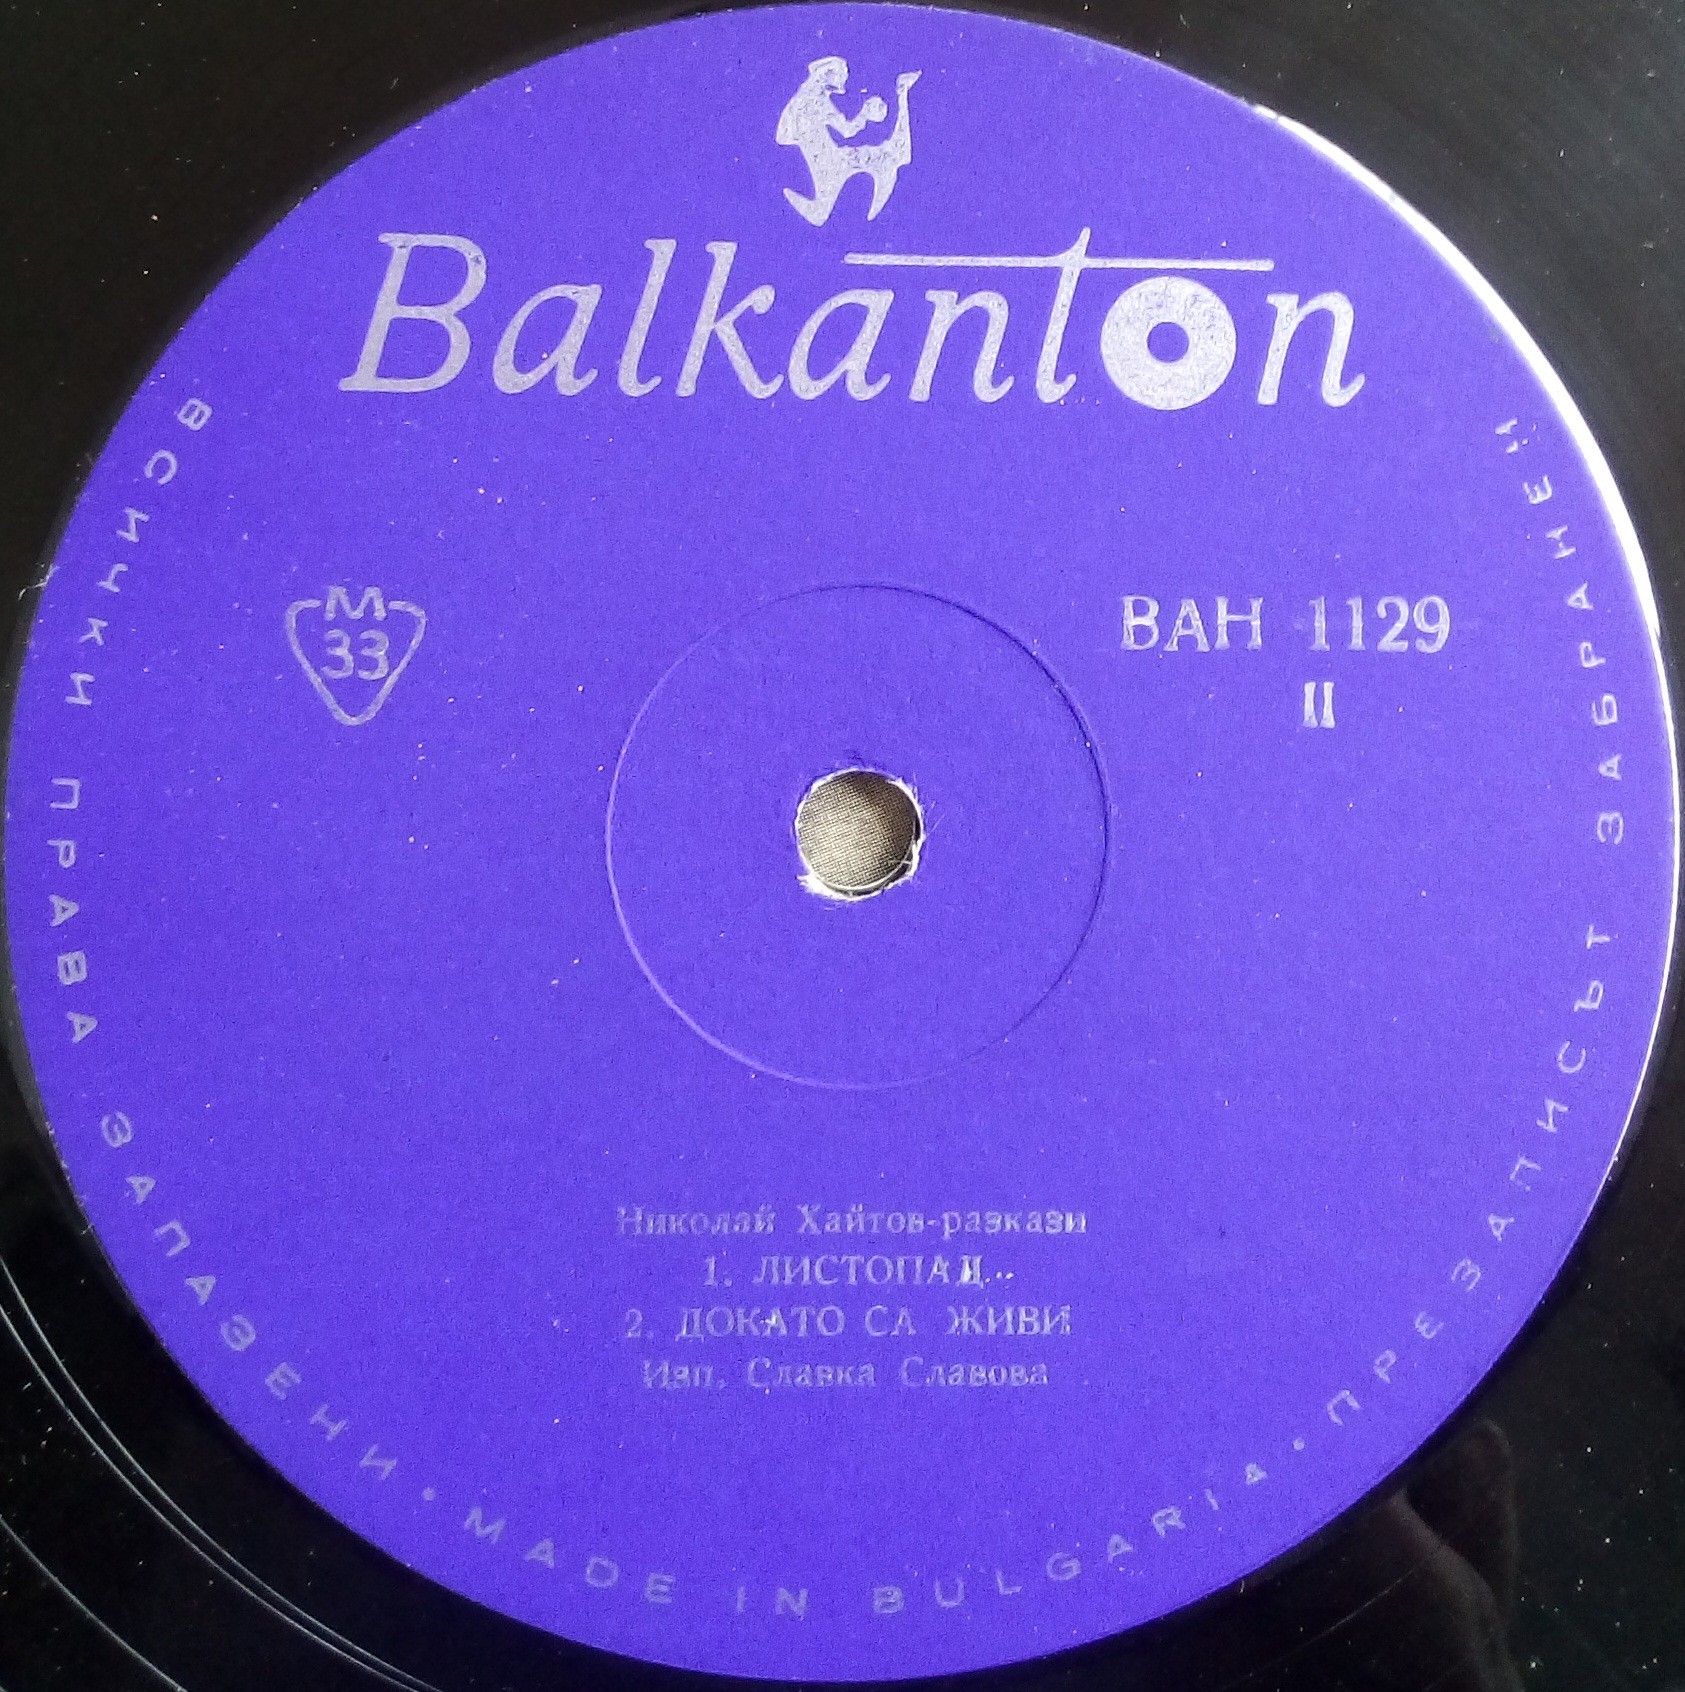 Balkanton
М
33
ВАН 1129
II
Николай Хайтов-разкази
1. ЛИСТОПАД
2. ДОКАТО СА ЖИВИ
Изп. Славка Славова
ВСИЧКИ ПРАВА ЗАПАЗЕНИ • MADE IN BULGARIA • ПРЕЗАПИСЪТ ЗАБРАНЕН